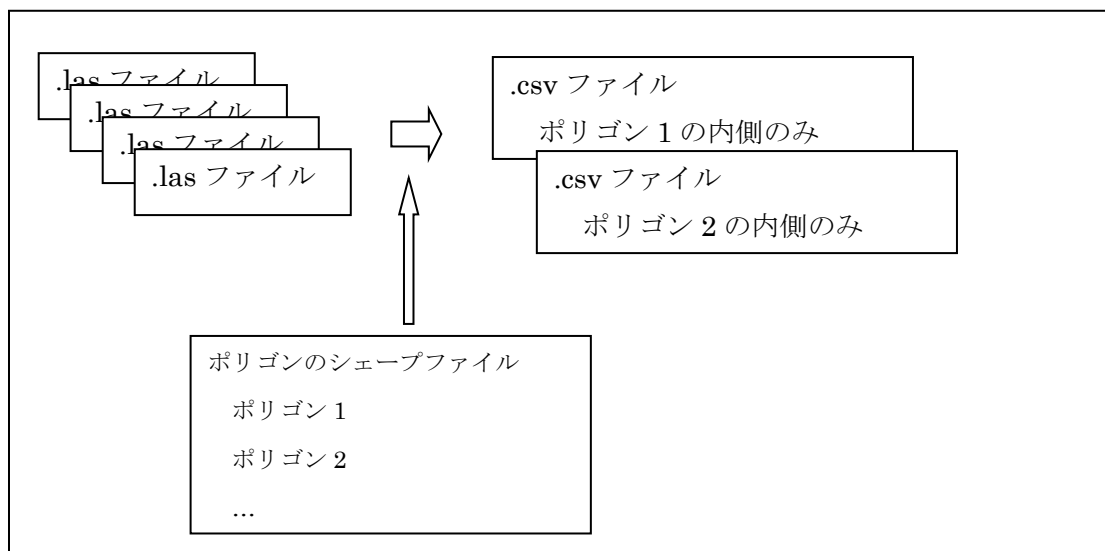 .las ファイル
.las ファイル
.las ファイル
.las ファイル
.csv ファイル
ポリゴン 1 の内側のみ
.csv ファイル
ポリゴン 2 の内側のみ
ポリゴンのシェープファイル
ポリゴン 1
ポリゴン 2
...